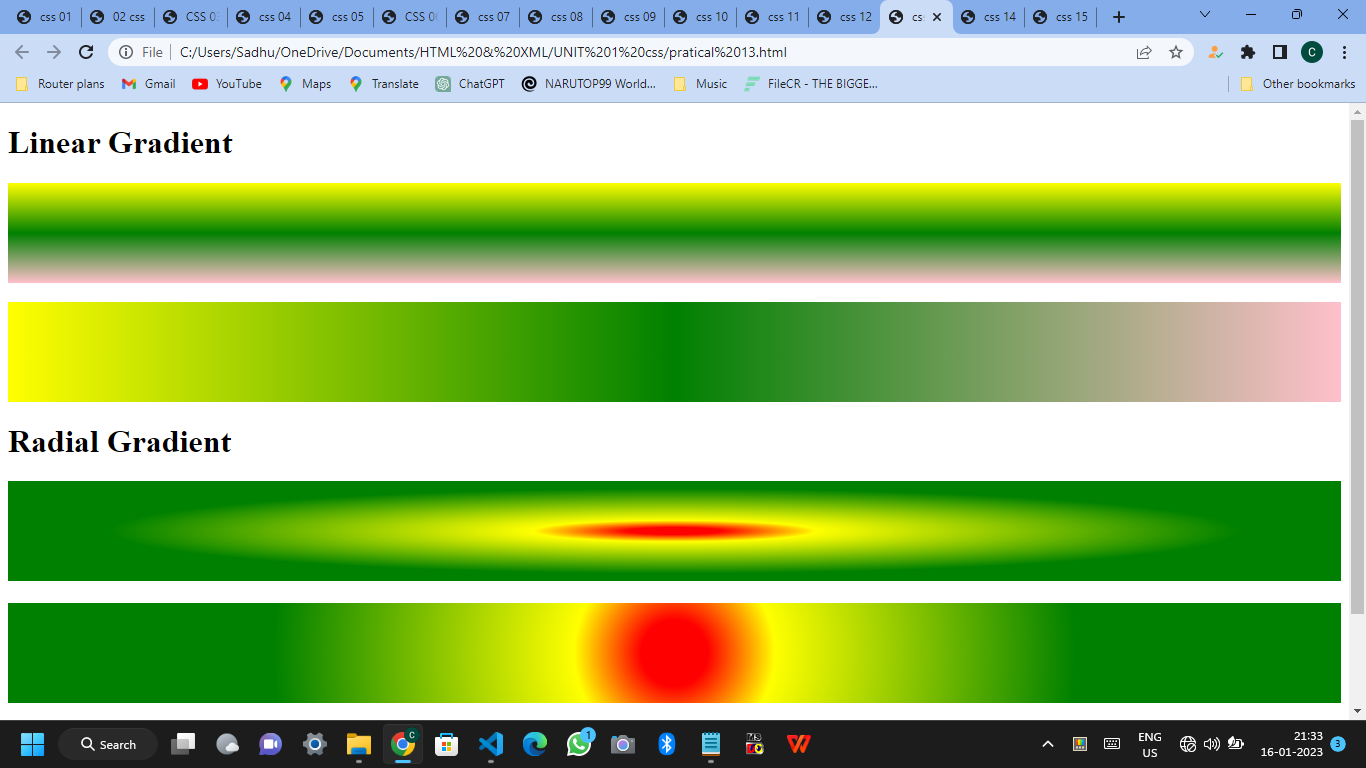 css 01 02 css CSS 0 css 04 css 05 CSS 0 css 07 css 08 css 09 css 10 css 11 css 12 cs css 14 css 15
File C:/Users/Sadhu/OneDrive/Documents/HTML%20&%20XML/UNIT%201%20css/pratical%2013.html C
Router plans Gmail YouTube Maps Translate ChatGPT NARUTOP99 World... Music FileCR - THE BIGGE... Other bookmarks
Linear Gradient
Radial Gradient
Search C 1 ENG 21:33
US 16-01-2023 3